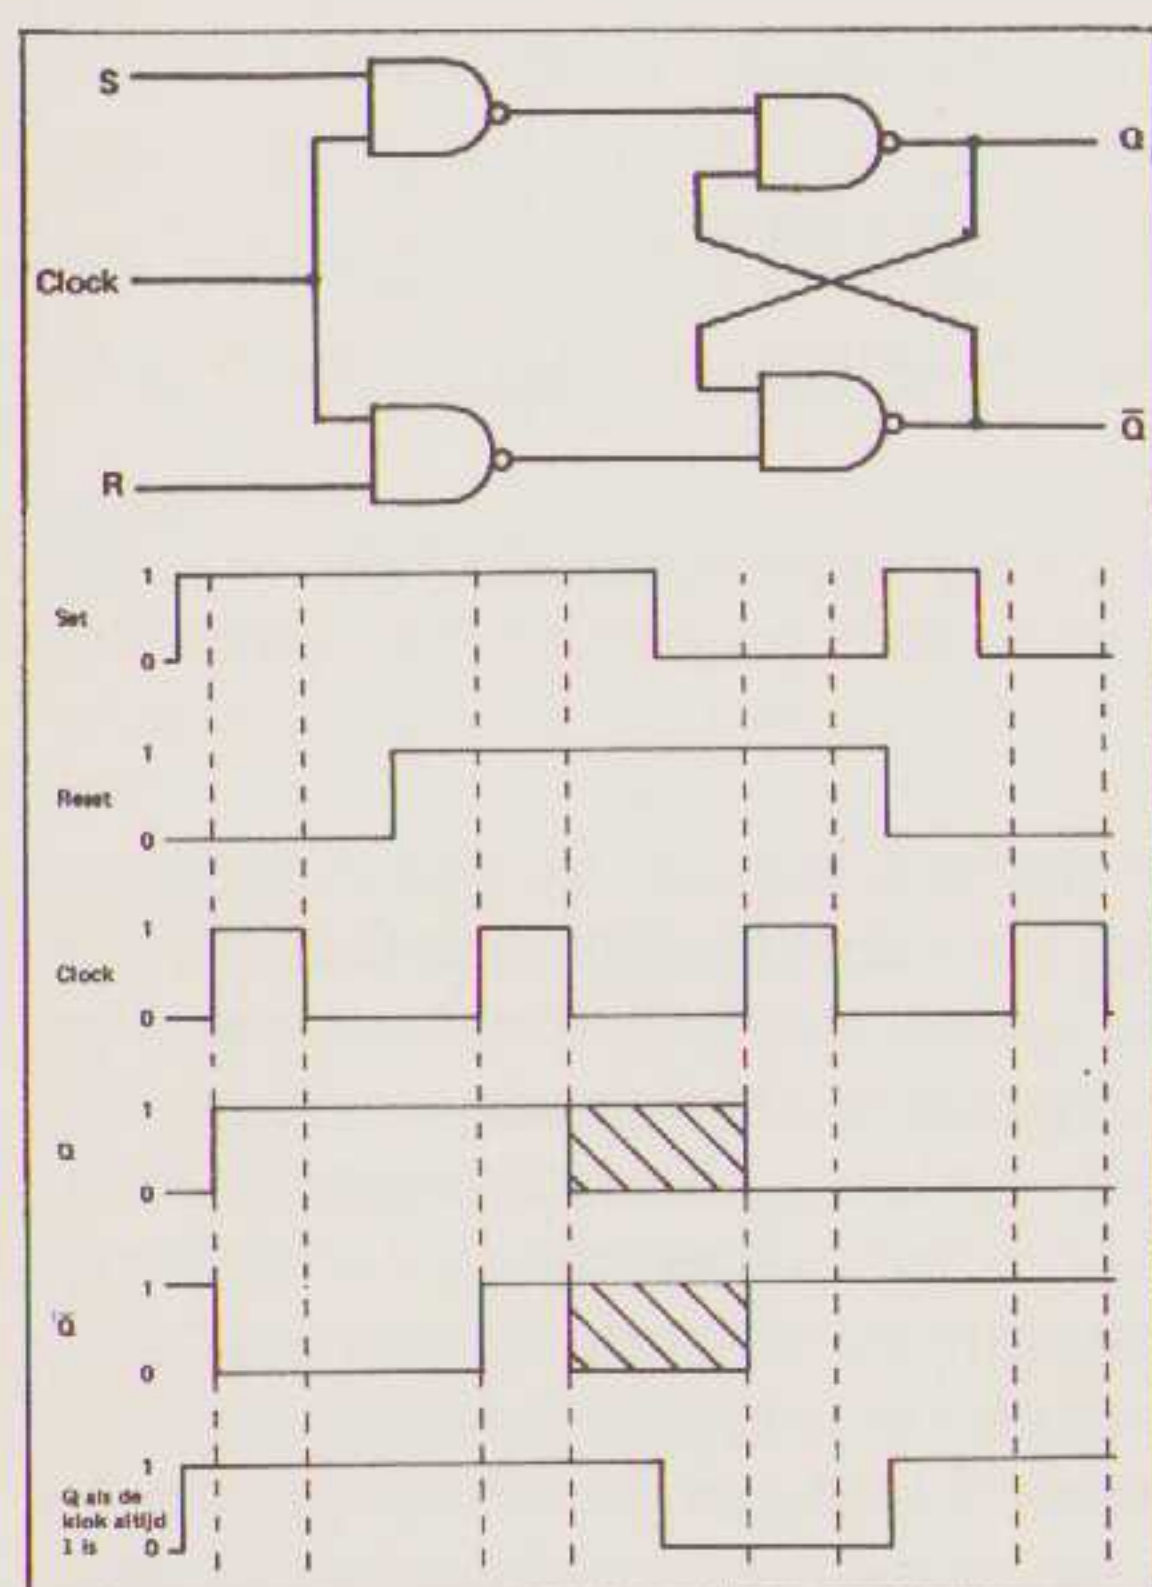 S
Q
Clock
Q̅
R
1
Set
0
1
Reset
0
1
Clock
0
1
Q
0
1
Q̅
0
1
Q als de
klok altijd
1 is 0